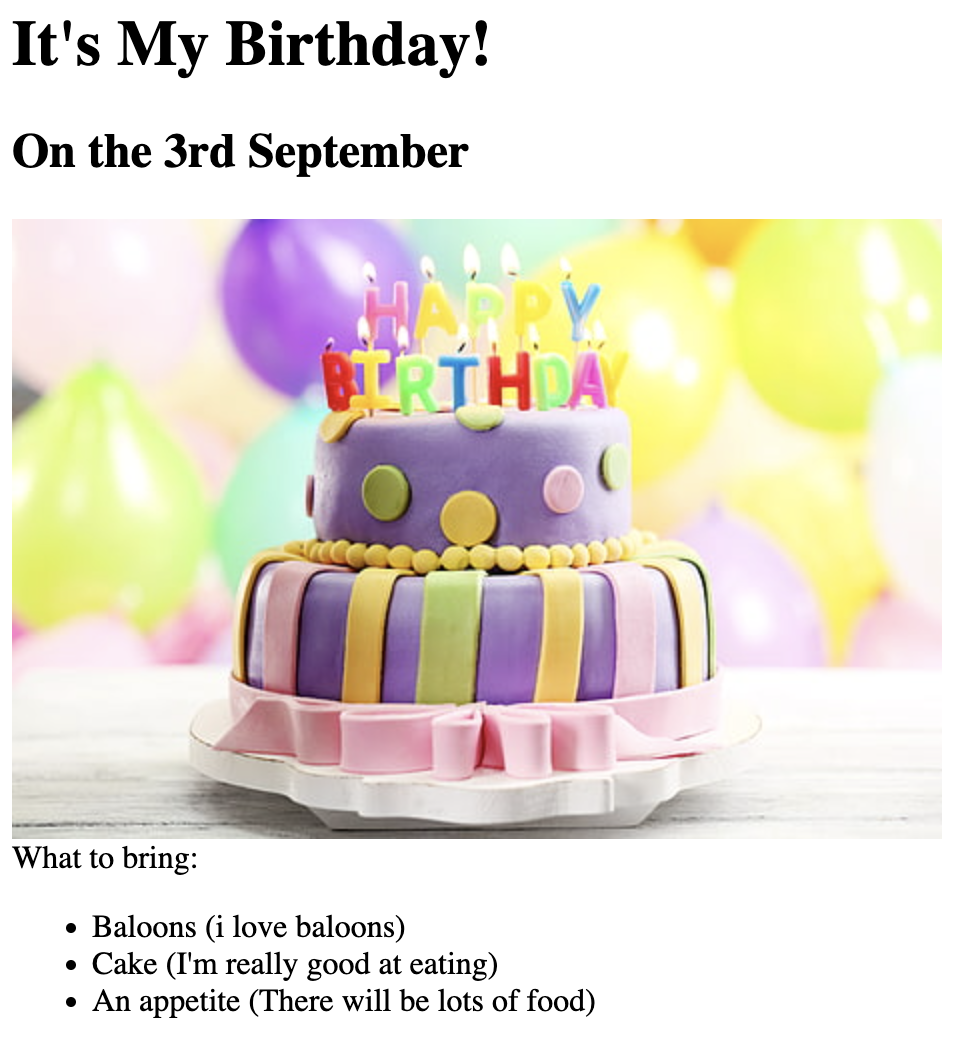 It's My Birthday!
On the 3rd September
HAPPY
BIRTHDAY
What to bring:
Baloons (i love baloons)
Cake (I'm really good at eating)
An appetite (There will be lots of food)